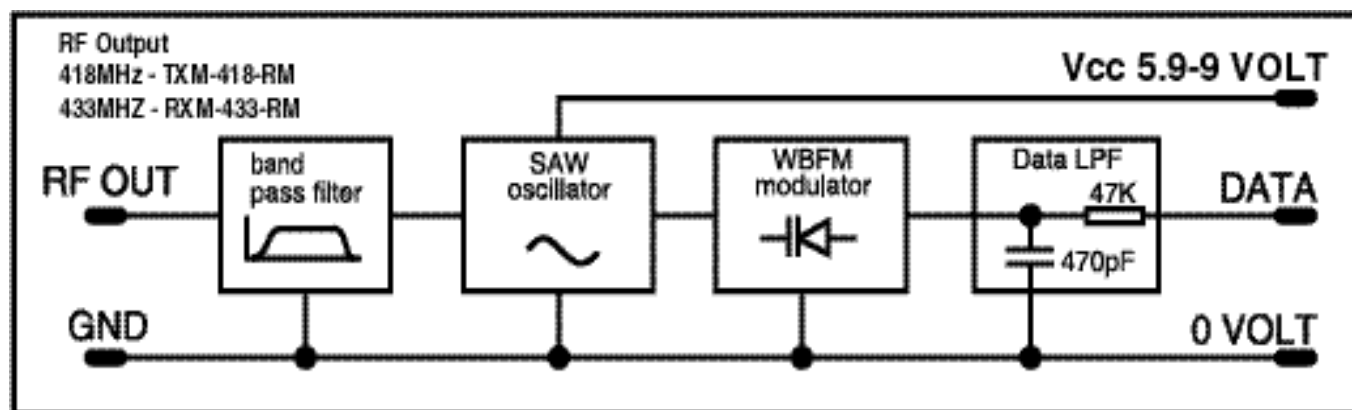 RF Output
418MHz - TXM-418-RM
433MHZ - RXM-433-RM
Vcc 5.9-9 VOLT
RF OUT
band
pass filter
SAW
oscillator
WBFM
modulator
Data LPF
47K
470pF
DATA
GND
0 VOLT